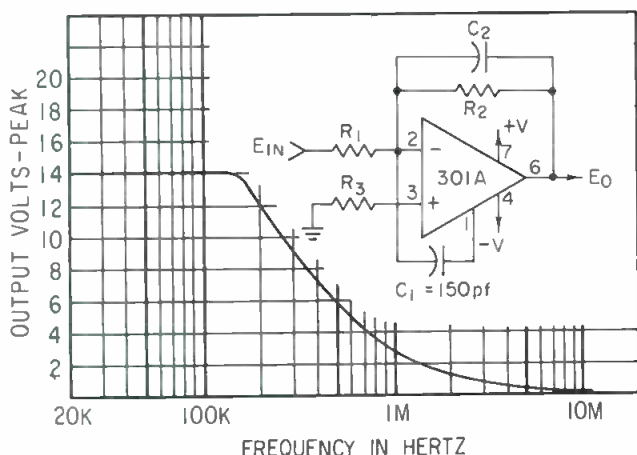 OUTPUT VOLTS-PEAK
22
20
18
16
14
12
10
8
6
4
2
20K 100K 1M 10M
FREQUENCY IN HERTZ
C2
R2
EIN R1 2 − +V
7
301A 6 EO
R3 3 + 4
1 −V
C1 = 150pf